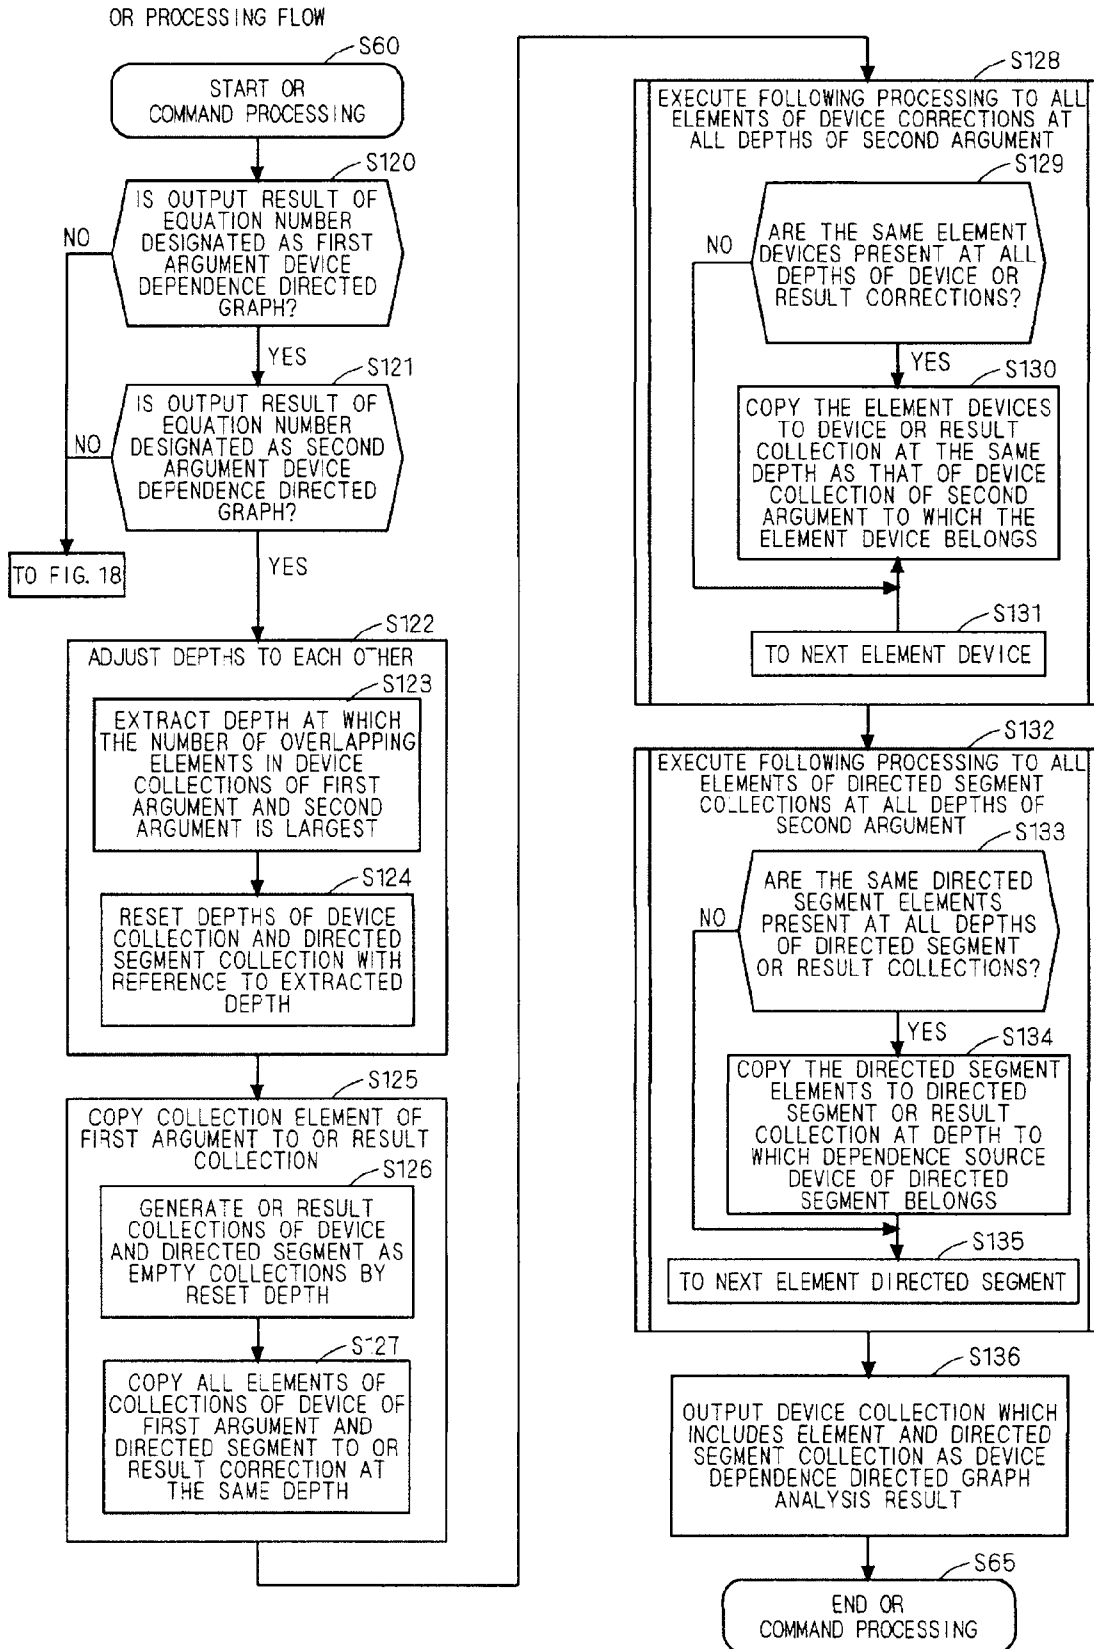 OR PROCESSING FLOW
S60
START OR
COMMAND PROCESSING
S120
IS OUTPUT RESULT OF
EQUATION NUMBER
DESIGNATED AS FIRST
ARGUMENT DEVICE
DEPENDENCE DIRECTED
GRAPH?
NO
YES
S121
IS OUTPUT RESULT OF
EQUATION NUMBER
DESIGNATED AS SECOND
ARGUMENT DEVICE
DEPENDENCE DIRECTED
GRAPH?
NO
YES
TO FIG. 18
S122
ADJUST DEPTHS TO EACH OTHER
S123
EXTRACT DEPTH AT WHICH
THE NUMBER OF OVERLAPPING
ELEMENTS IN DEVICE
COLLECTIONS OF FIRST
ARGUMENT AND SECOND
ARGUMENT IS LARGEST
S124
RESET DEPTHS OF DEVICE
COLLECTION AND DIRECTED
SEGMENT COLLECTION WITH
REFERENCE TO EXTRACTED
DEPTH
S125
COPY COLLECTION ELEMENT OF
FIRST ARGUMENT TO OR RESULT
COLLECTION
S126
GENERATE OR RESULT
COLLECTIONS OF DEVICE
AND DIRECTED SEGMENT AS
EMPTY COLLECTIONS BY
RESET DEPTH
S127
COPY ALL ELEMENTS OF
COLLECTIONS OF DEVICE OF
FIRST ARGUMENT AND
DIRECTED SEGMENT TO OR
RESULT CORRECTION AT
THE SAME DEPTH
S128
EXECUTE FOLLOWING PROCESSING TO ALL
ELEMENTS OF DEVICE CORRECTIONS AT
ALL DEPTHS OF SECOND ARGUMENT
S129
ARE THE SAME ELEMENT
DEVICES PRESENT AT ALL
DEPTHS OF DEVICE OR
RESULT CORRECTIONS?
NO
YES
S130
COPY THE ELEMENT DEVICES
TO DEVICE OR RESULT
COLLECTION AT THE SAME
DEPTH AS THAT OF DEVICE
COLLECTION OF SECOND
ARGUMENT TO WHICH THE
ELEMENT DEVICE BELONGS
S131
TO NEXT ELEMENT DEVICE
S132
EXECUTE FOLLOWING PROCESSING TO ALL
ELEMENTS OF DIRECTED SEGMENT
COLLECTIONS AT ALL DEPTHS OF
SECOND ARGUMENT
S133
ARE THE SAME DIRECTED
SEGMENT ELEMENTS
PRESENT AT ALL DEPTHS
OF DIRECTED SEGMENT
OR RESULT COLLECTIONS?
NO
YES
S134
COPY THE DIRECTED SEGMENT
ELEMENTS TO DIRECTED
SEGMENT OR RESULT
COLLECTION AT DEPTH TO
WHICH DEPENDENCE SOURCE
DEVICE OF DIRECTED
SEGMENT BELONGS
S135
TO NEXT ELEMENT DIRECTED SEGMENT
S136
OUTPUT DEVICE COLLECTION WHICH
INCLUDES ELEMENT AND DIRECTED
SEGMENT COLLECTION AS DEVICE
DEPENDENCE DIRECTED GRAPH
ANALYSIS RESULT
S65
END OR
COMMAND PROCESSING